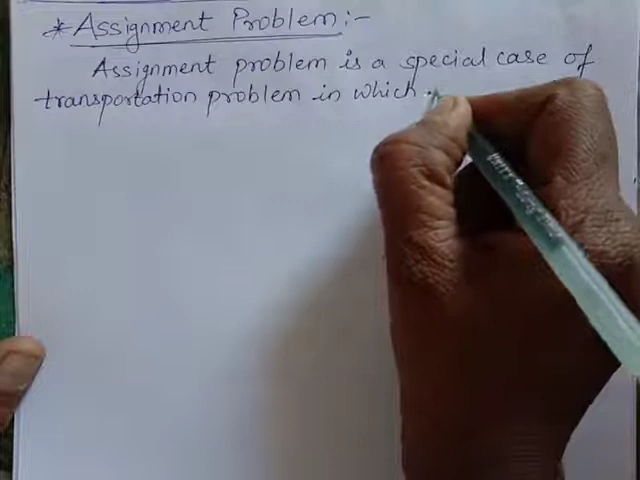 * Assignment Problem:-
Assignment problem is a special case of
transportation problem in which